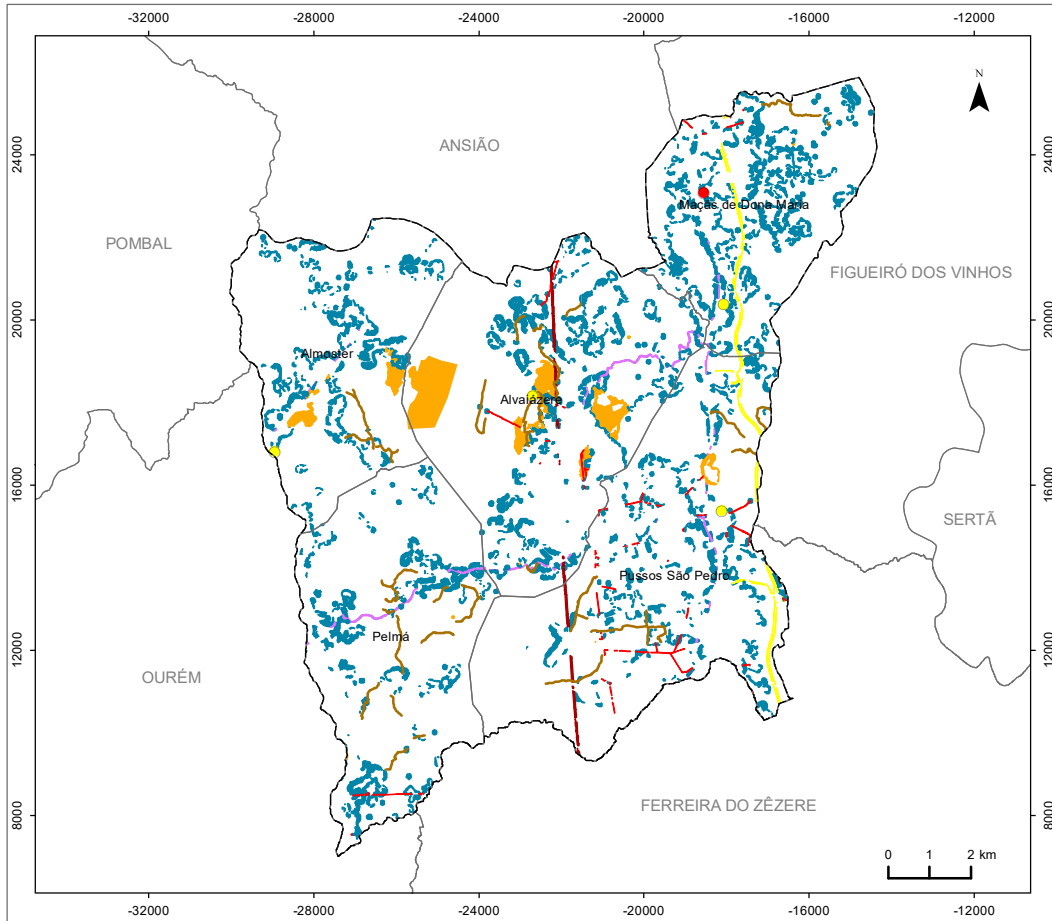 -32000 -28000 -24000 -20000 -16000 -12000
N
24000 24000
ANSIÃO
Maçãs de Dona Maria
POMBAL
FIGUEIRÓ DOS VINHOS
20000 20000
Almoster
Alvaiázere
16000 16000
SERTÃ
Pussos São Pedro
Pelmá
12000 12000
OURÉM
FERREIRA DO ZÊZERE
8000 8000
0 1 2 km
-32000 -28000 -24000 -20000 -16000 -12000